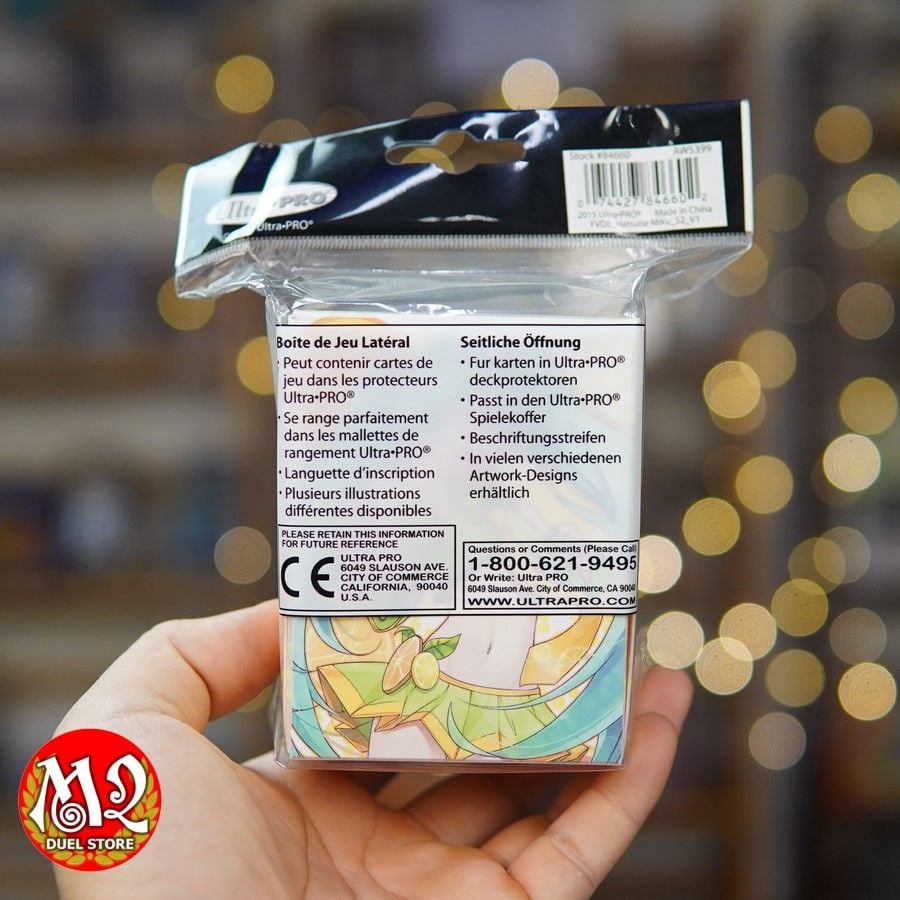 Stock #84660 AW5399
0 74427 84660 2
2015 Ultra•PRO® Made in China
FVDE_Hatsune Miku_S2_V1
Ultra•PRO®
Ultra•PRO®
Boîte de Jeu Latéral
• Peut contenir cartes de
jeu dans les protecteurs
Ultra•PRO®
• Se range parfaitement
dans les mallettes de
rangement Ultra•PRO®
• Languette d'inscription
• Plusieurs illustrations
différentes disponibles
Seitliche Öffnung
• Fur karten in Ultra•PRO®
deckprotektoren
• Passt in den Ultra•PRO®
Spielekoffer
• Beschriftungsstreifen
• In vielen verschiedenen
Artwork-Designs
erhältlich
PLEASE RETAIN THIS INFORMATION
FOR FUTURE REFERENCE
CE
ULTRA PRO
6049 SLAUSON AVE.
CITY OF COMMERCE
CALIFORNIA, 90040
U.S.A.
Questions or Comments (Please Call)
1-800-621-9495
Or Write: Ultra PRO
6049 Slauson Ave. City of Commerce, CA 90040
WWW.ULTRAPRO.COM
M2
DUEL STORE